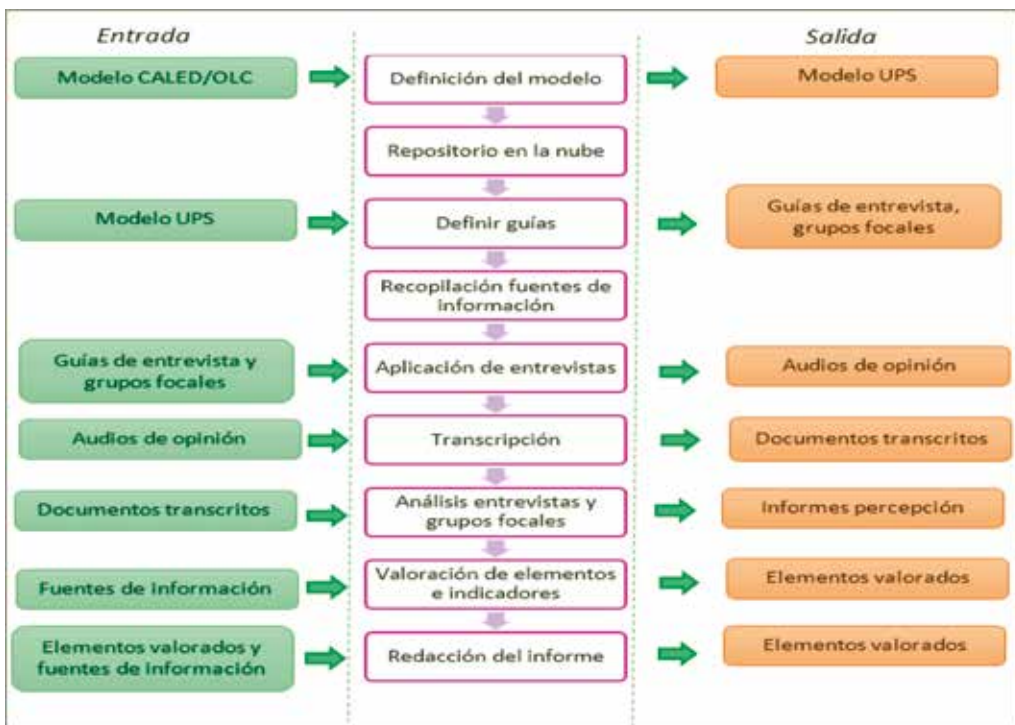 Entrada
Salida
Modelo CALED/OLC
Definición del modelo
Modelo UPS
Repositorio en la nube
Modelo UPS
Definir guías
Guías de entrevista,
grupos focales
Recopilación fuentes de
información
Guías de entrevista y
grupos focales
Aplicación de entrevistas
Audios de opinión
Audios de opinión
Transcripción
Documentos transcritos
Documentos transcritos
Análisis entrevistas y
grupos focales
Informes percepción
Fuentes de información
Valoración de elementos
e indicadores
Elementos valorados
Elementos valorados y
fuentes de información
Redacción del informe
Elementos valorados